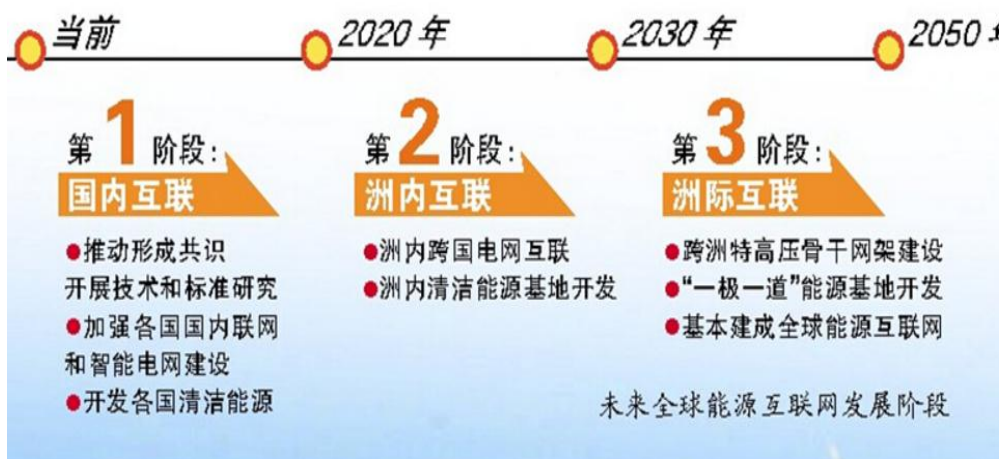 当前
2020年
2030年
2050年
第1阶段：
国内互联
●推动形成共识
开展技术和标准研究
●加强各国国内联网
和智能电网建设
●开发各国清洁能源
第2阶段：
洲内互联
●洲内跨国电网互联
●洲内清洁能源基地开发
第3阶段：
洲际互联
●跨洲特高压骨干网架建设
●“一极一道”能源基地开发
●基本建成全球能源互联网
未来全球能源互联网发展阶段